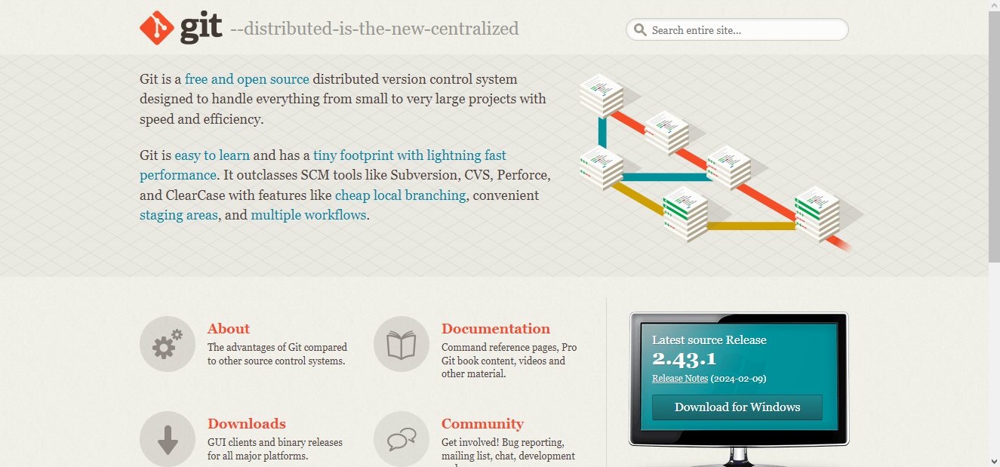 git --distributed-is-the-new-centralized
Search entire site...
Git is a free and open source distributed version control system
designed to handle everything from small to very large projects with
speed and efficiency.
Git is easy to learn and has a tiny footprint with lightning fast
performance. It outclasses SCM tools like Subversion, CVS, Perforce,
and ClearCase with features like cheap local branching, convenient
staging areas, and multiple workflows.
About
The advantages of Git compared
to other source control systems.
Documentation
Command reference pages, Pro
Git book content, videos and
other material.
Downloads
GUI clients and binary releases
for all major platforms.
Community
Get involved! Bug reporting,
mailing list, chat, development
Latest source Release
2.43.1
Release Notes (2024-02-09)
Download for Windows